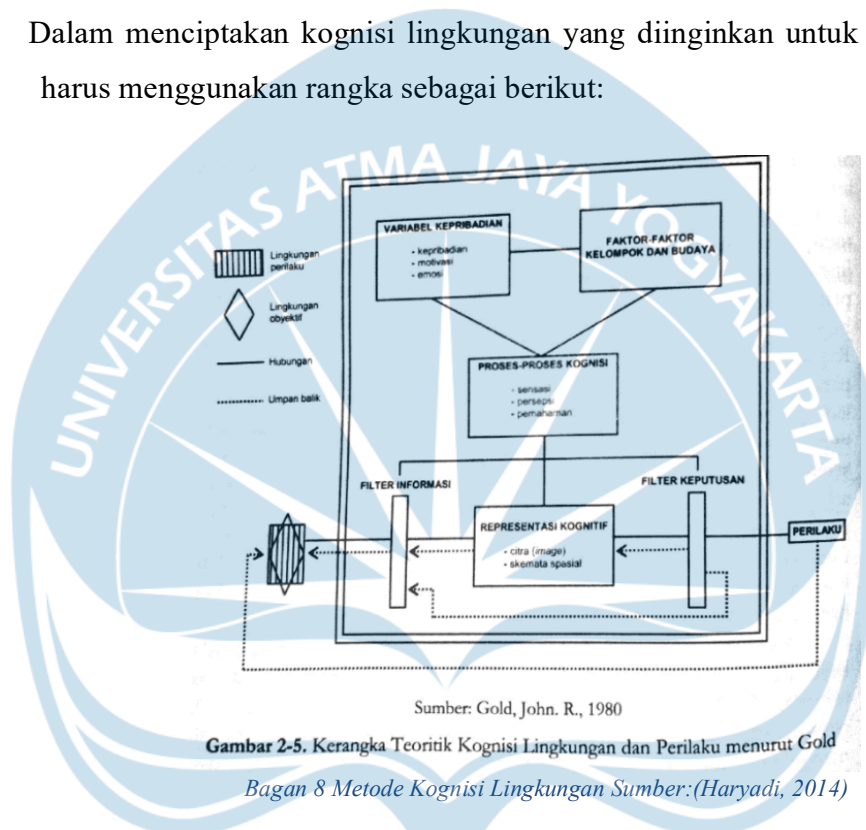 Dalam menciptakan kognisi lingkungan yang diinginkan untuk
harus menggunakan rangka sebagai berikut:
UNIVERSITAS ATMA JAYA YOGYAKARTA
VARIABEL KEPRIBADIAN
- kepribadian
- motivasi
- emosi
FAKTOR-FAKTOR
KELOMPOK DAN BUDAYA
Lingkungan
perilaku
Lingkungan
obyektif
Hubungan
Umpan balik
PROSES-PROSES KOGNISI
- sensasi
- persepsi
- pemahaman
FILTER INFORMASI
FILTER KEPUTUSAN
REPRESENTASI KOGNITIF
- citra (image)
- skemata spasial
PERILAKU
Sumber: Gold, John. R., 1980
Gambar 2-5. Kerangka Teoritik Kognisi Lingkungan dan Perilaku menurut Gold
Bagan 8 Metode Kognisi Lingkungan Sumber:(Haryadi, 2014)